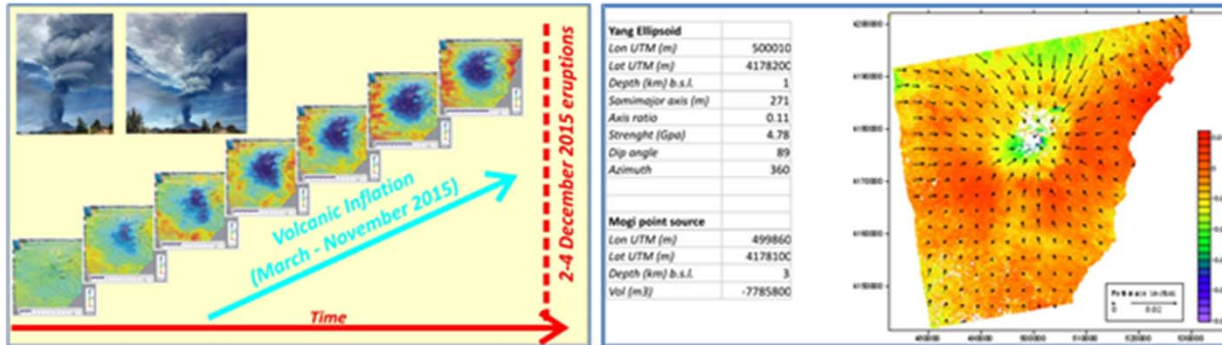 Volcanic Inflation
(March - November 2015)
Time
2-4 December 2015 eruptions
Yang Ellipsoid
Lon UTM (m) 500010
Lat UTM (m) 4178200
Depth (km) b.s.l. 1
Samimajor axis (m) 271
Axis ratio 0.11
Strenght (Gpa) 4.78
Dip angle 89
Azimuth 360
Mogi point source
Lon UTM (m) 499860
Lat UTM (m) 4178100
Depth (km) b.s.l. 3
Vol (m3) -7785800